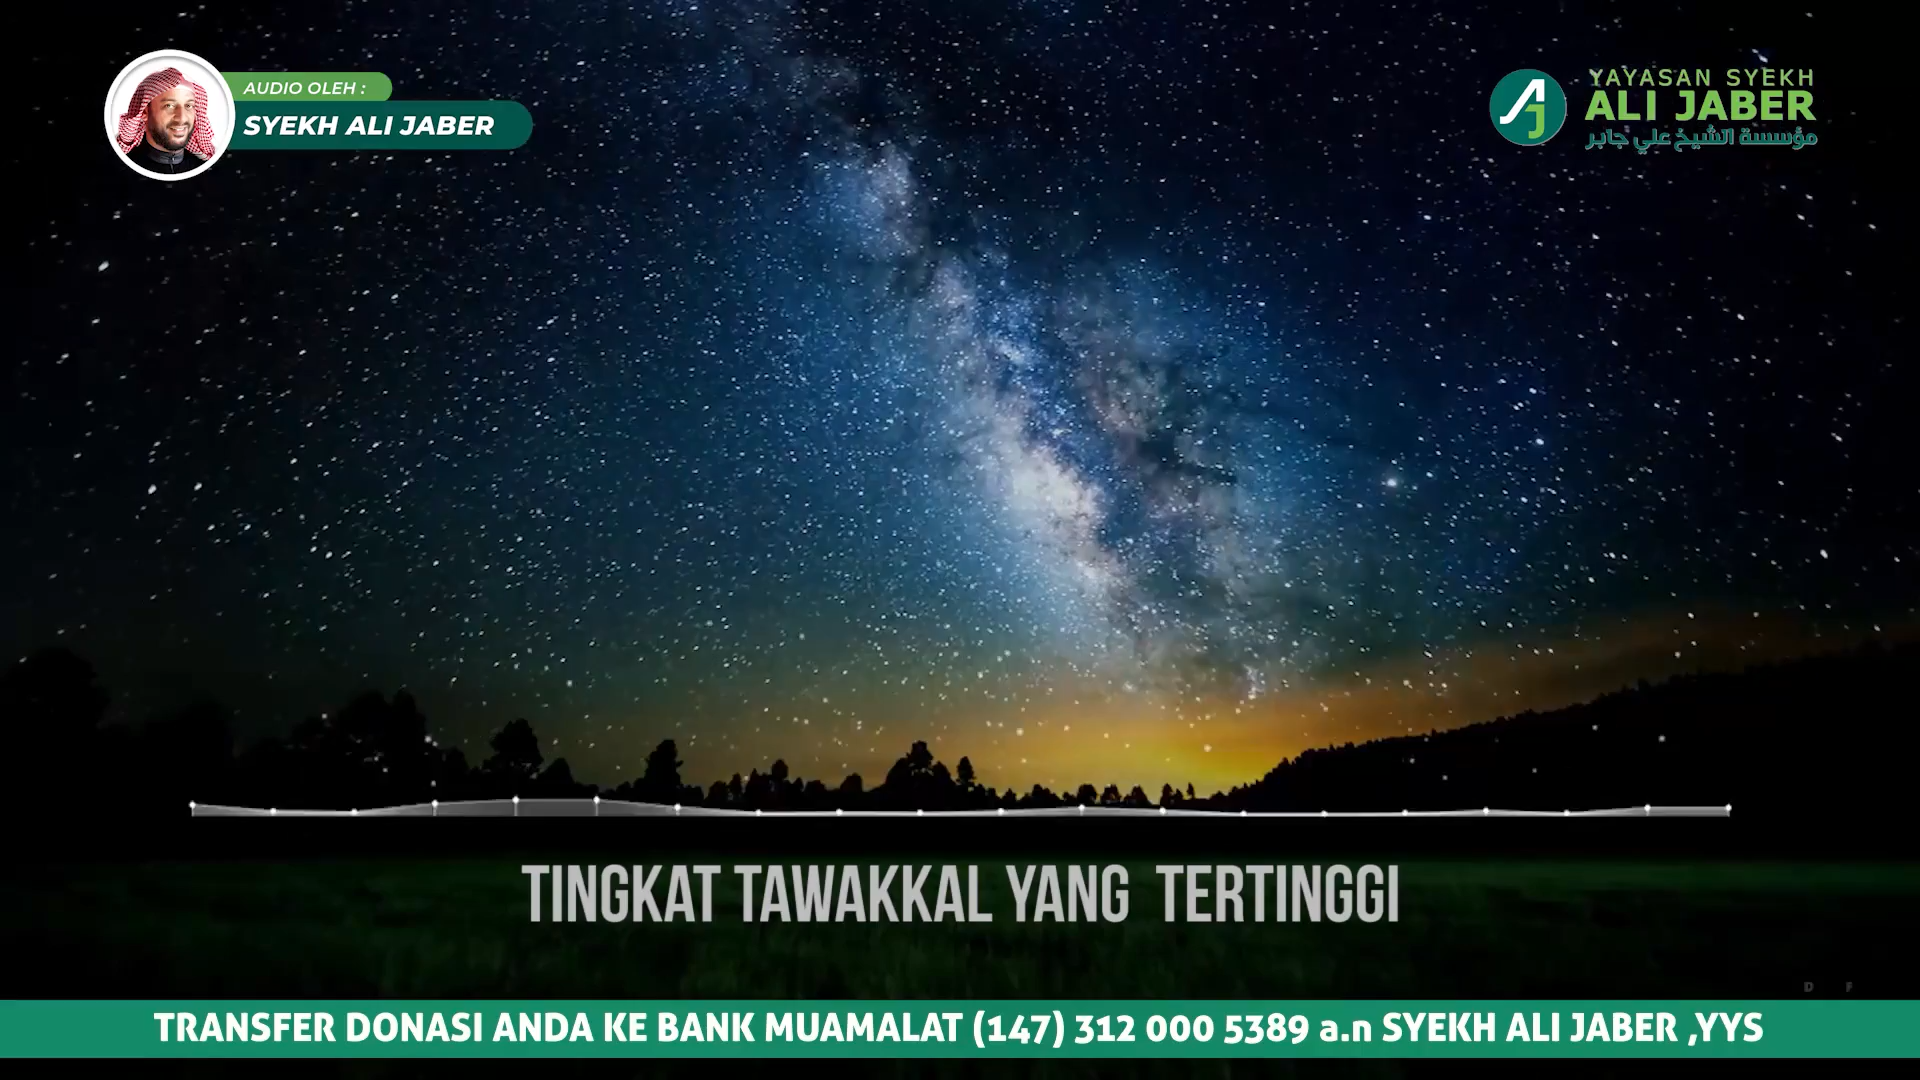 AUDIO OLEH :
SYEKH ALI JABER
YAYASAN SYEKH
ALI JABER
مؤسسة الشيخ علي جابر
TINGKAT TAWAKKAL YANG TERTINGGI
D F
TRANSFER DONASI ANDA KE BANK MUAMALAT (147) 312 000 5389 a.n SYEKH ALI JABER ,YYS